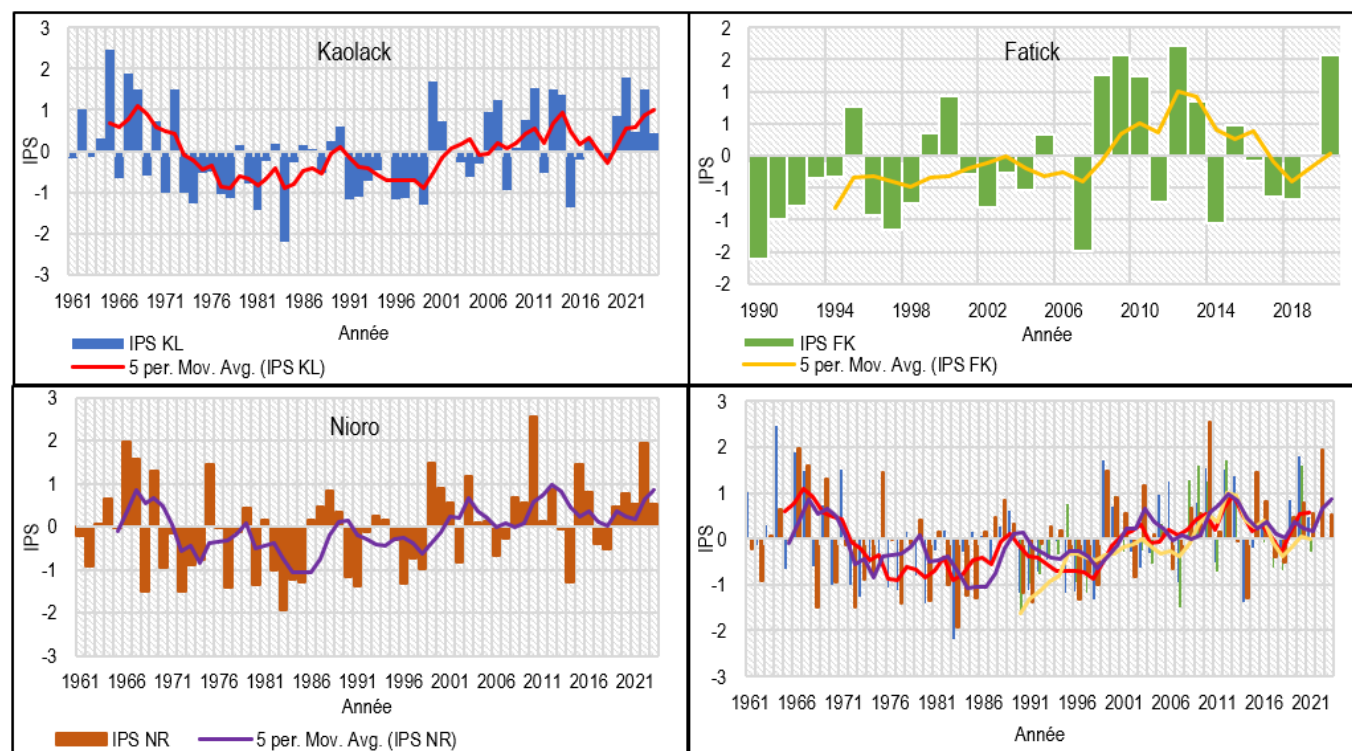 Kaolack
3
2
1
0
-1
-2
-3
IPS
1961 1966 1971 1976 1981 1986 1991 1996 2001 2006 2011 2016 2021
Année
IPS KL
5 per. Mov. Avg. (IPS KL)
Fatick
2
2
1
1
0
-1
-1
-2
-2
IPS
1990 1994 1998 2002 2006 2010 2014 2018
Année
IPS FK
5 per. Mov. Avg. (IPS FK)
Nioro
3
2
1
0
-1
-2
-3
IPS
1961 1966 1971 1976 1981 1986 1991 1996 2001 2006 2011 2016 2021
Année
IPS NR 5 per. Mov. Avg. (IPS NR)
3
2
1
0
-1
-2
-3
IPS
1961 1966 1971 1976 1981 1986 1991 1996 2001 2006 2011 2016 2021
Année